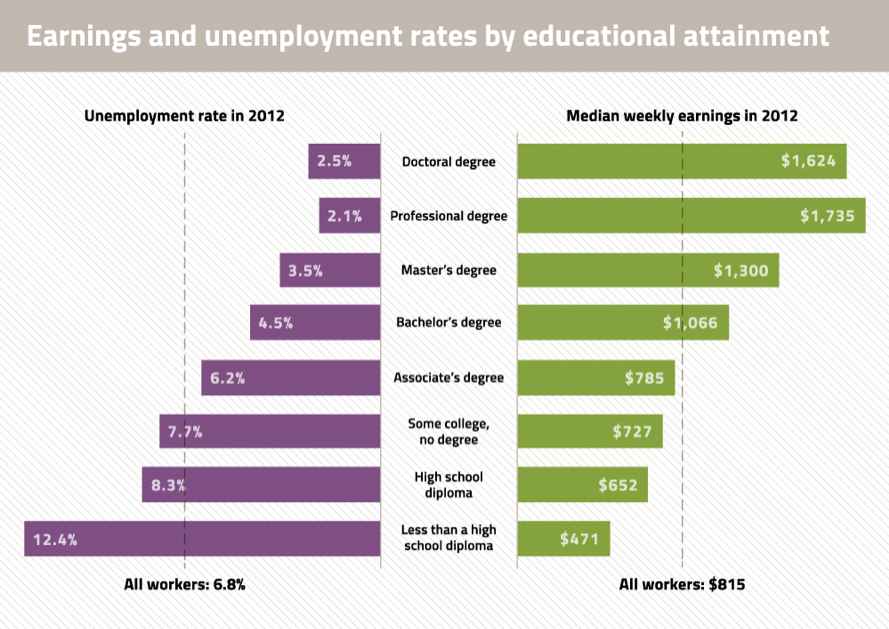 Earnings and unemployment rates by educational attainment
Unemployment rate in 2012
Median weekly earnings in 2012
2.5%
Doctoral degree
$1,624
2.1%
Professional degree
$1,735
3.5%
Master's degree
$1,300
4.5%
Bachelor's degree
$1,066
6.2%
Associate's degree
$785
7.7%
Some college,
no degree
$727
8.3%
High school
diploma
$652
12.4%
Less than a high
school diploma
$471
All workers: 6.8%
All workers: $815